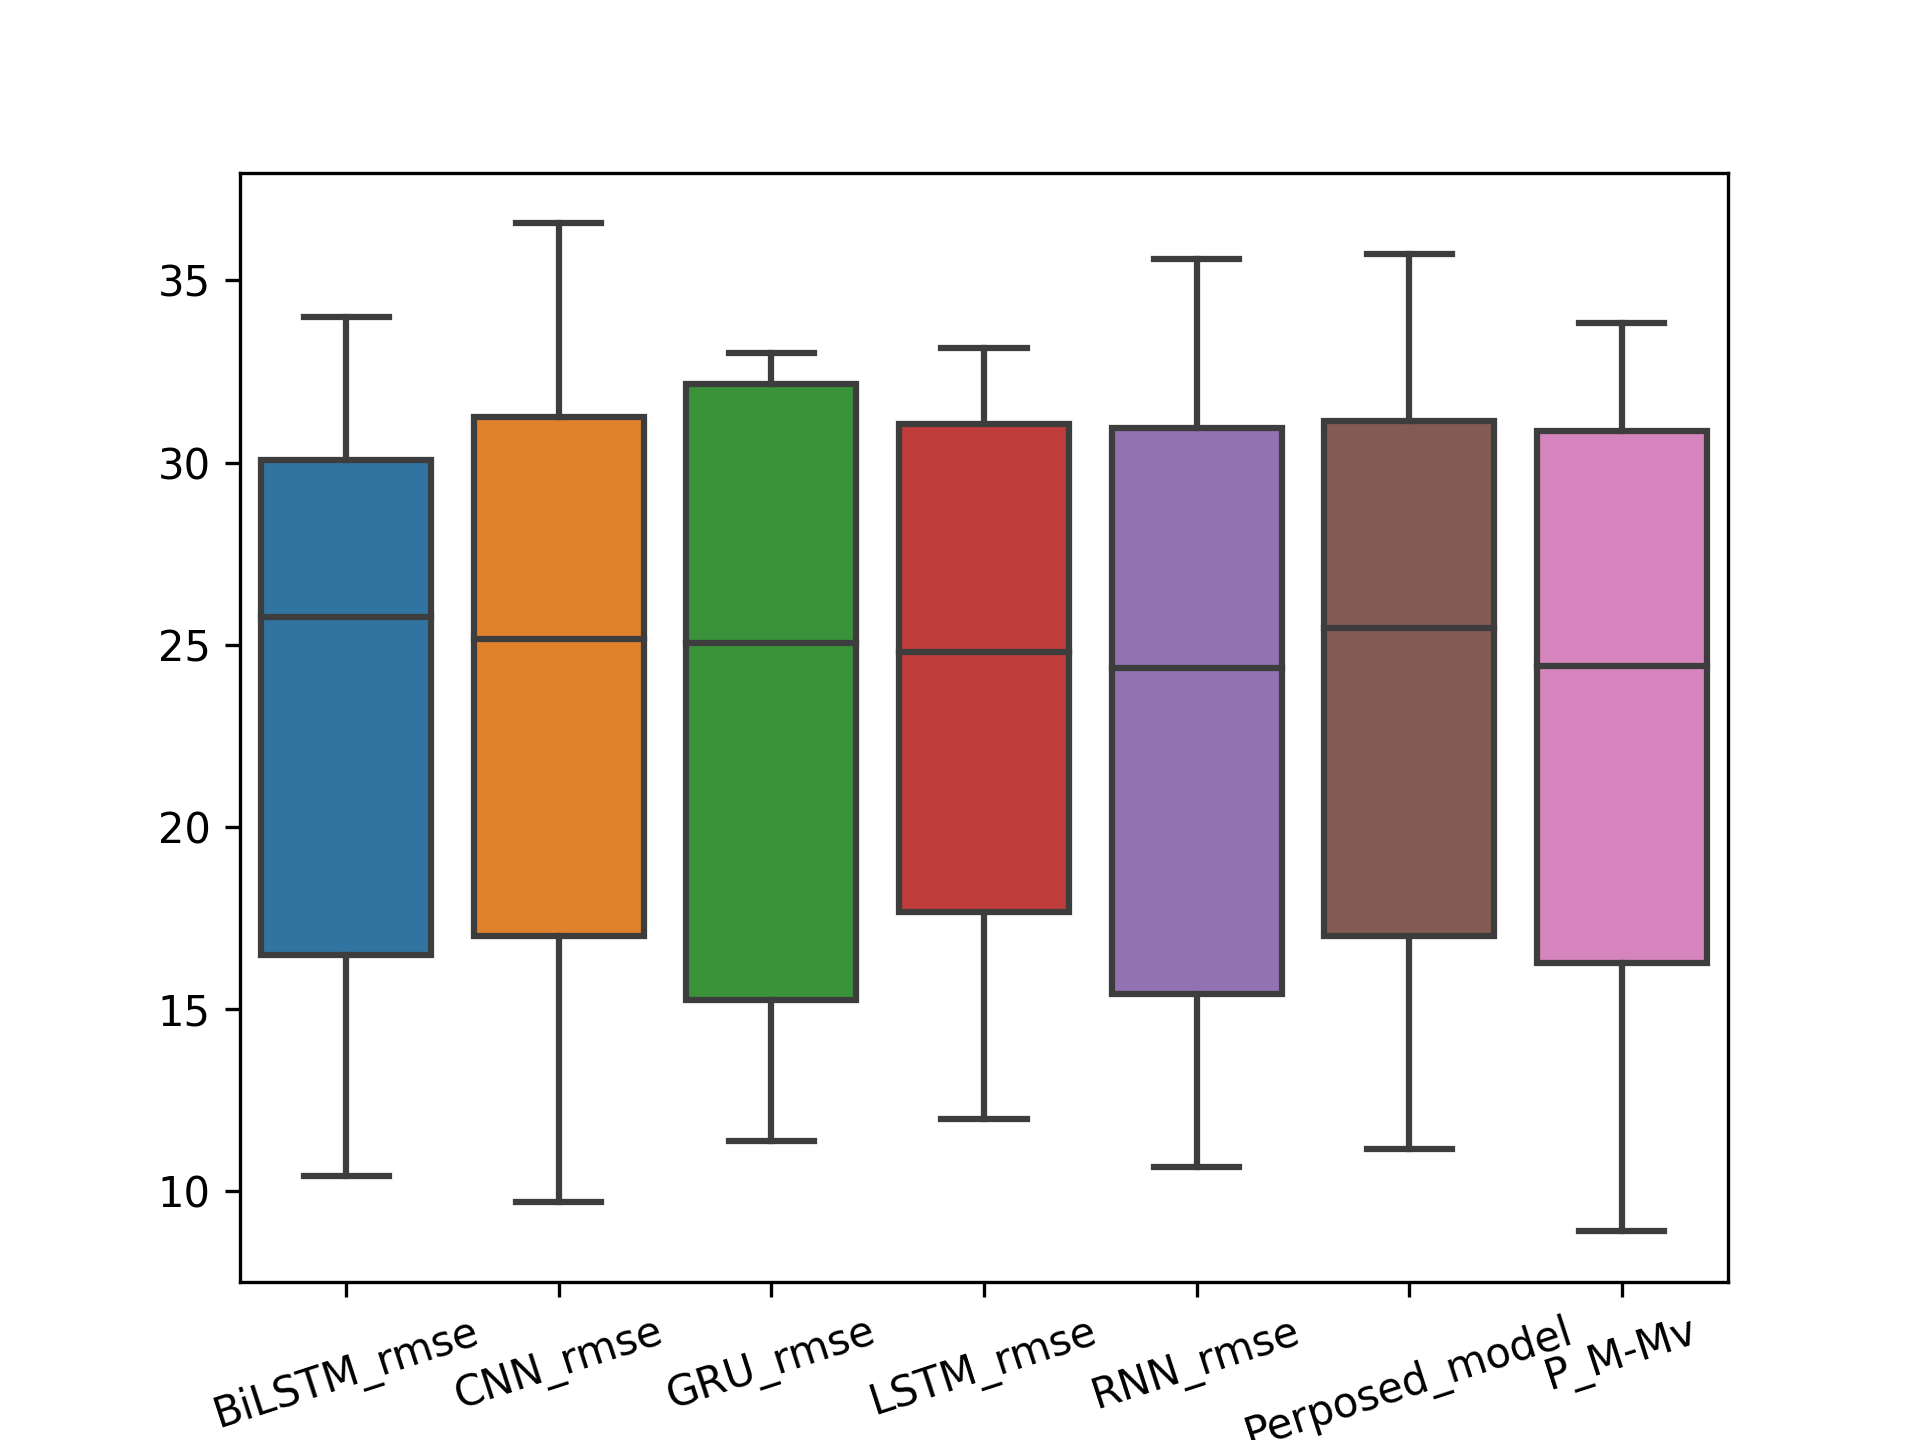 35
30
25
20
15
10
BiLSTM_rmse
CNN_rmse
GRU_rmse
LSTM_rmse
RNN_rmse
Perposed_model
P_M-Mv